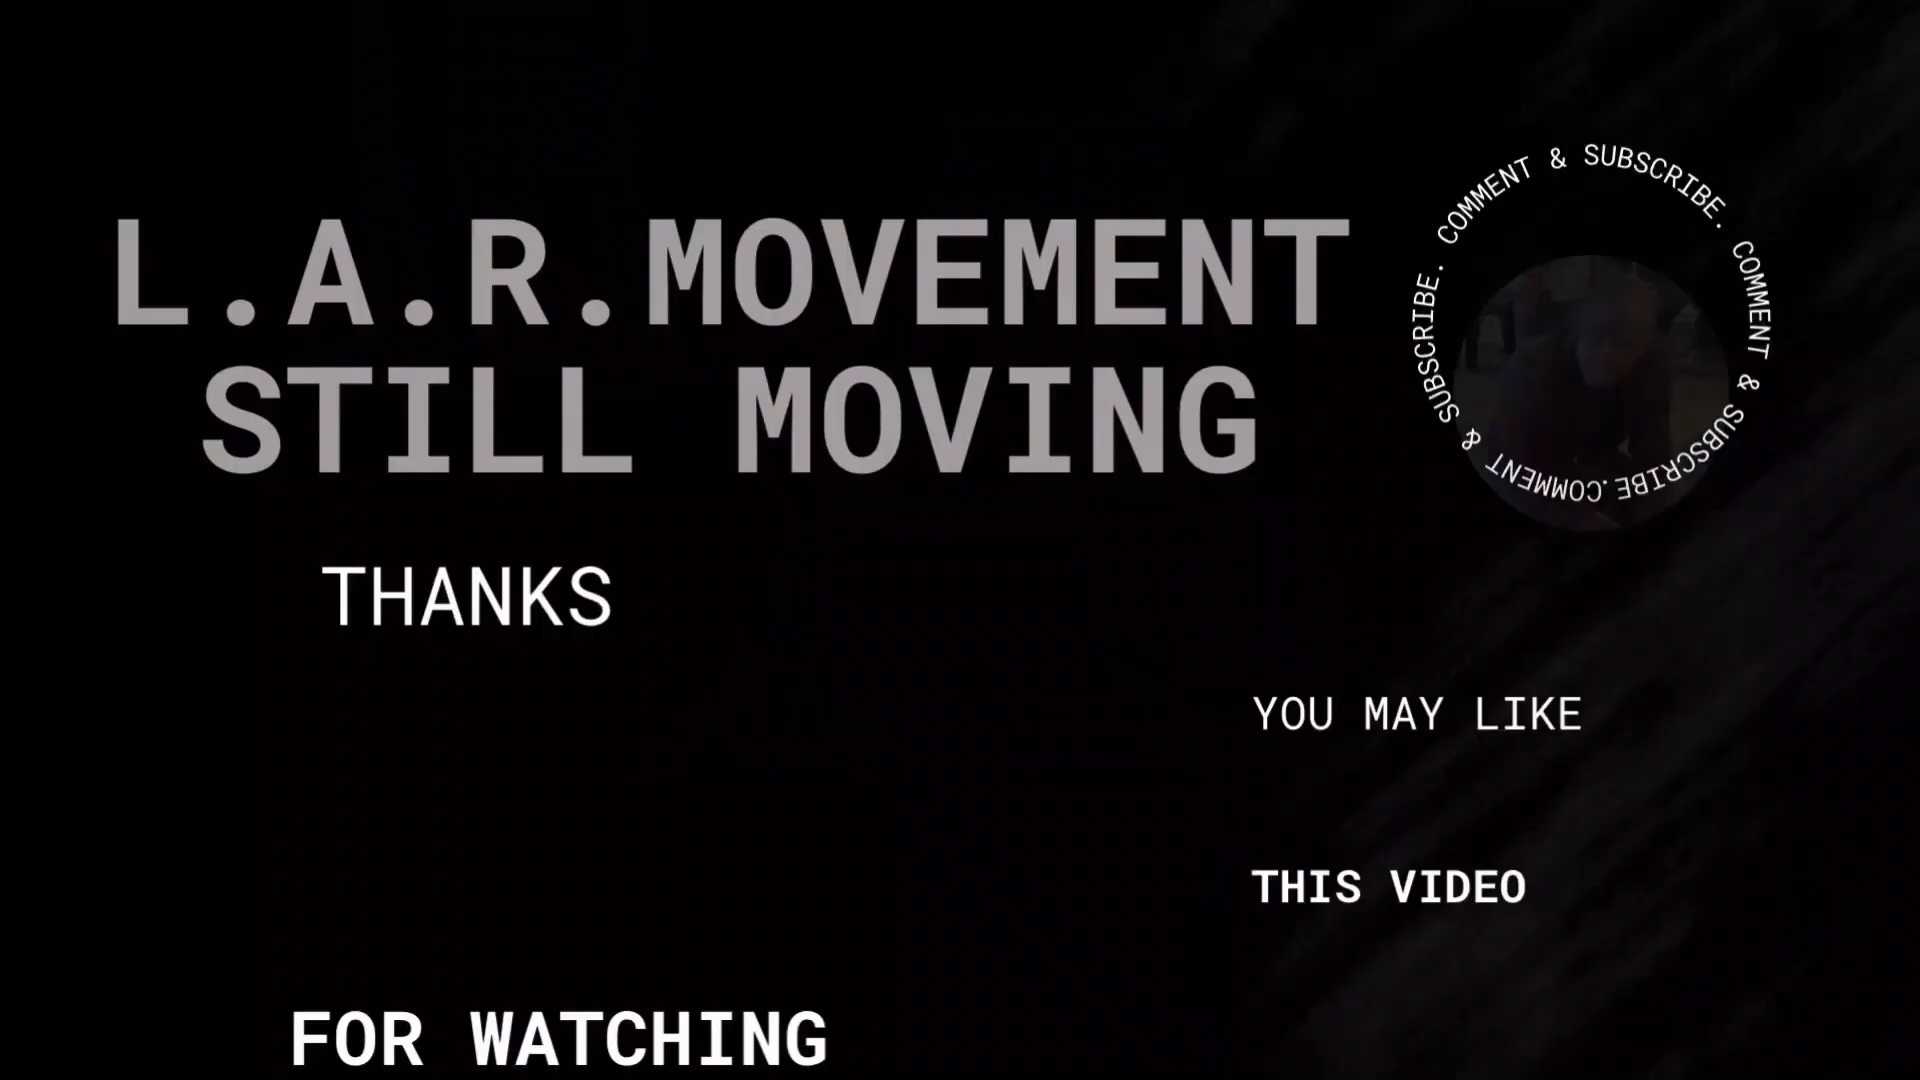 L.A.R.MOVEMENT
STILL MOVING
COMMENT & SUBSCRIBE. COMMENT & SUBSCRIBE.COMMENT & SUBSCRIBE.
THANKS
YOU MAY LIKE
THIS VIDEO
FOR WATCHING